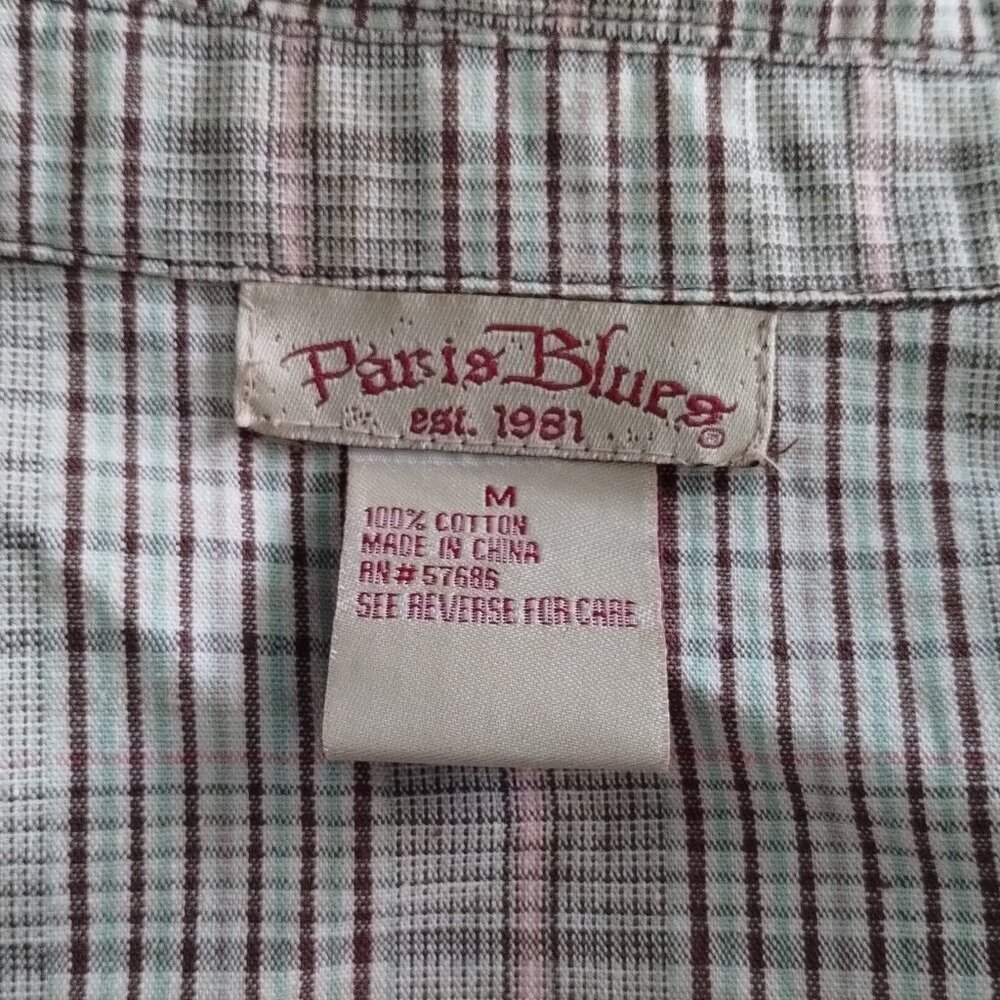 Paris Blues
est. 1981 ®
M
100% COTTON
MADE IN CHINA
RN# 57686
SEE REVERSE FOR CARE